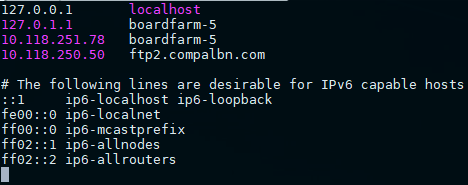 127.0.0.1 localhost
127.0.1.1 boardfarm-5
10.118.251.78 boardfarm-5
10.118.250.50 ftp2.compalbn.com
# The following lines are desirable for IPv6 capable hosts
::1 ip6-localhost ip6-loopback
fe00::0 ip6-localnet
ff00::0 ip6-mcastprefix
ff02::1 ip6-allnodes
ff02::2 ip6-allrouters